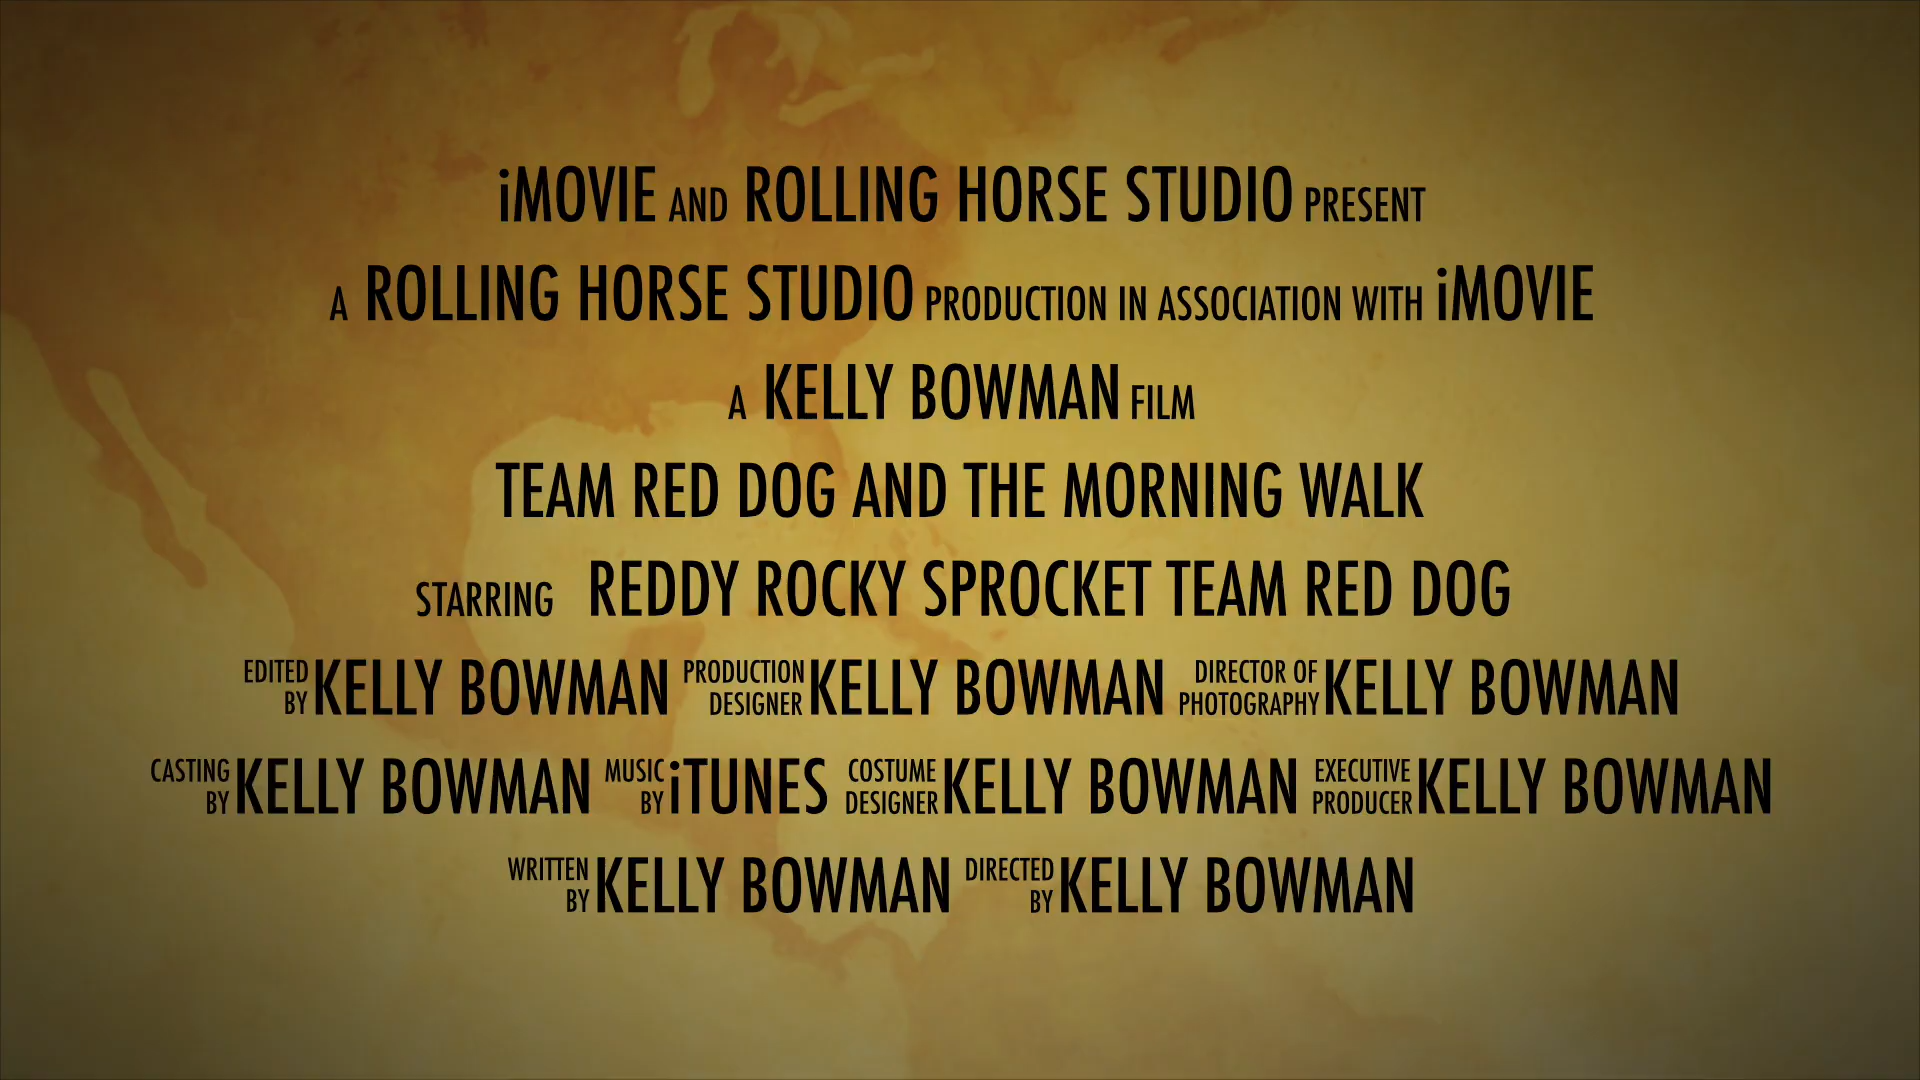 iMOVIE AND ROLLING HORSE STUDIO PRESENT
A ROLLING HORSE STUDIO PRODUCTION IN ASSOCIATION WITH iMOVIE
A KELLY BOWMAN FILM
TEAM RED DOG AND THE MORNING WALK
STARRING REDDY ROCKY SPROCKET TEAM RED DOG
EDITED BY KELLY BOWMAN PRODUCTION DESIGNER KELLY BOWMAN DIRECTOR OF PHOTOGRAPHY KELLY BOWMAN
CASTING BY KELLY BOWMAN MUSIC BY iTUNES COSTUME DESIGNER KELLY BOWMAN EXECUTIVE PRODUCER KELLY BOWMAN
WRITTEN BY KELLY BOWMAN DIRECTED BY KELLY BOWMAN